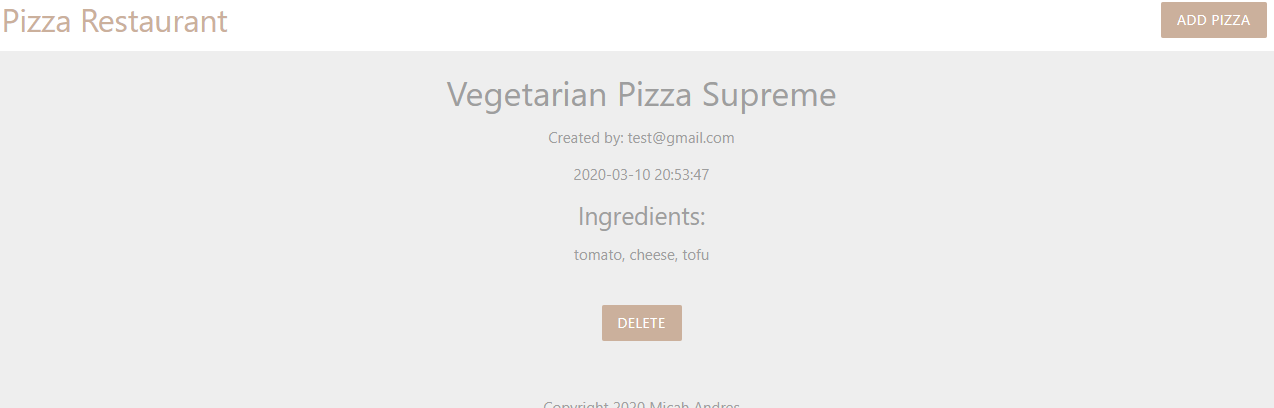 Pizza Restaurant
ADD PIZZA
Vegetarian Pizza Supreme
Created by: test@gmail.com
2020-03-10 20:53:47
Ingredients:
tomato, cheese, tofu
DELETE
Copyright 2020 Micah Andres